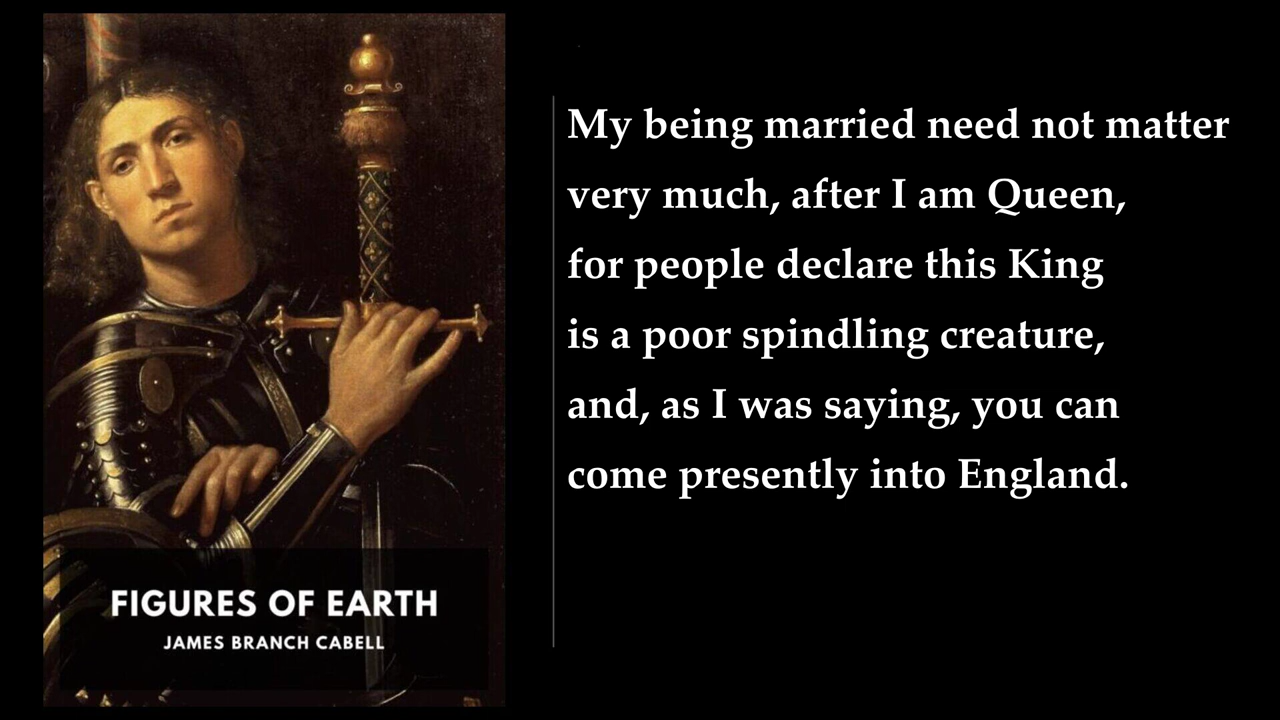 FIGURES OF EARTH
JAMES BRANCH CABELL
My being married need not matter
very much, after I am Queen,
for people declare this King
is a poor spindling creature,
and, as I was saying, you can
come presently into England.